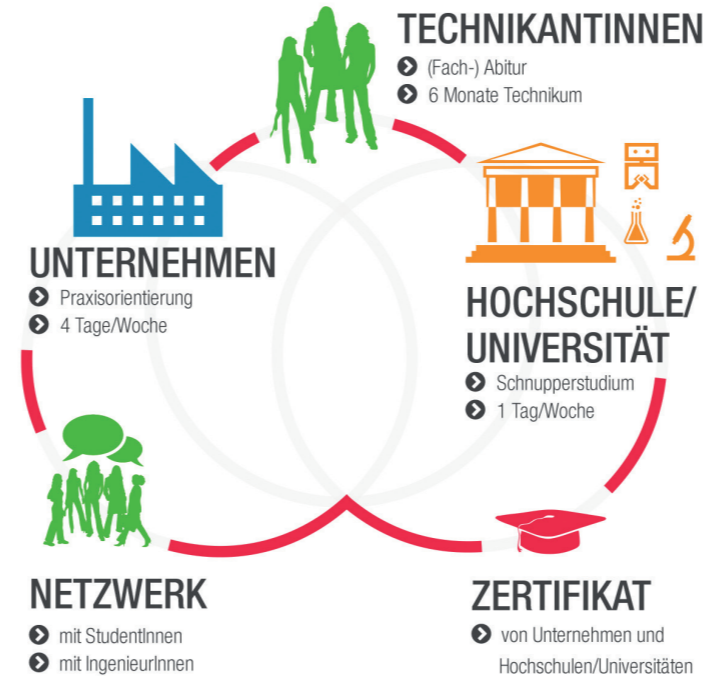 TECHNIKANTINNEN
(Fach-) Abitur
6 Monate Technikum
UNTERNEHMEN
Praxisorientierung
4 Tage/Woche
HOCHSCHULE/
UNIVERSITÄT
Schnupperstudium
1 Tag/Woche
NETZWERK
mit StudentInnen
mit IngenieurInnen
ZERTIFIKAT
von Unternehmen und
Hochschulen/Universitäten